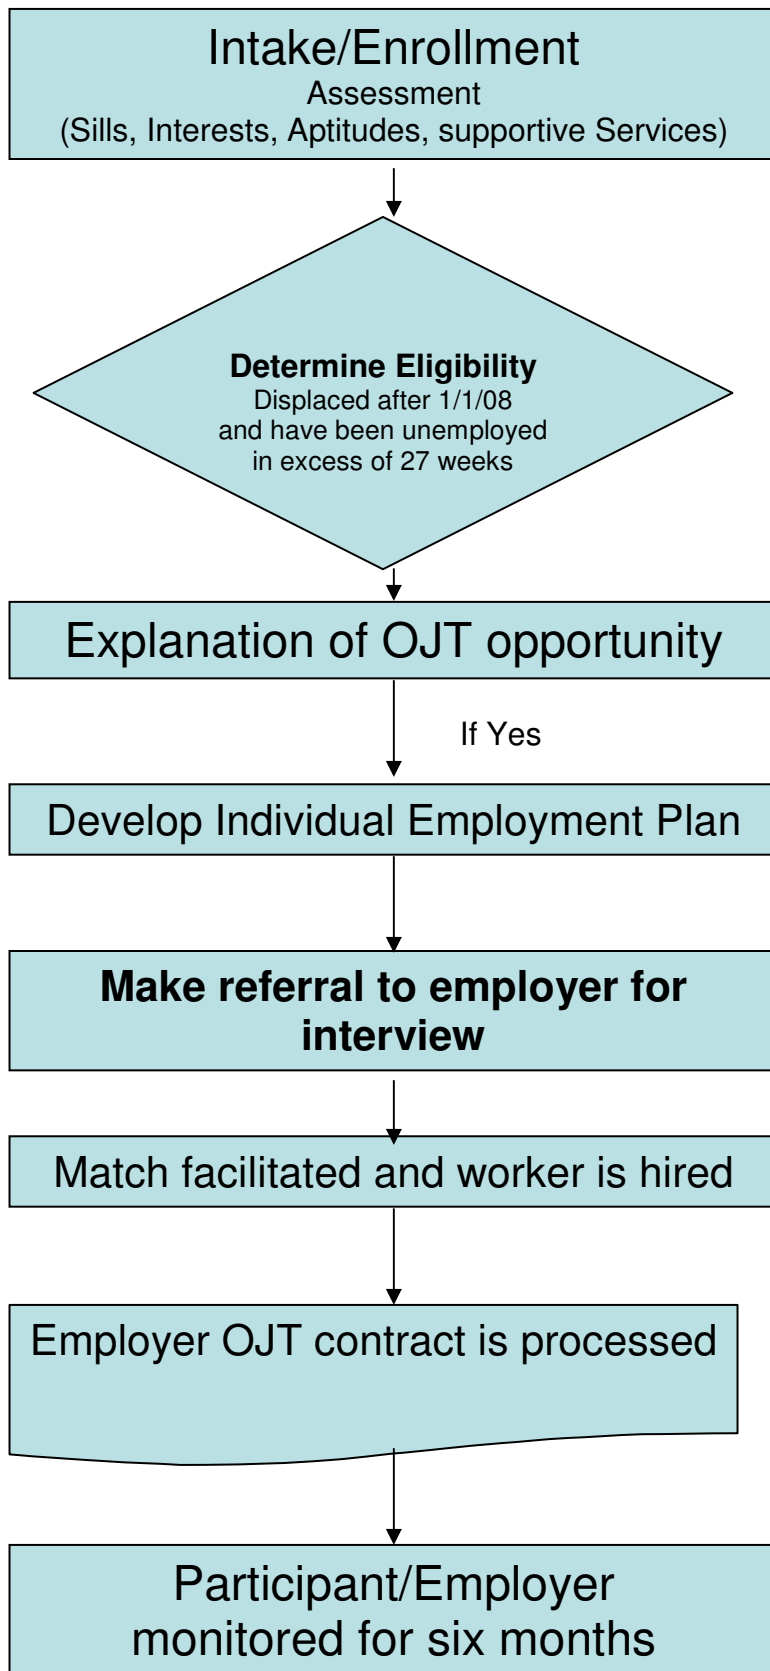 Intake/Enrollment
Assessment
(Sills, Interests, Aptitudes, supportive Services)
Determine Eligibility
Displaced after 1/1/08
and have been unemployed
in excess of 27 weeks
Explanation of OJT opportunity
If Yes
Develop Individual Employment Plan
Make referral to employer for
interview
Match facilitated and worker is hired
Employer OJT contract is processed
Participant/Employer
monitored for six months